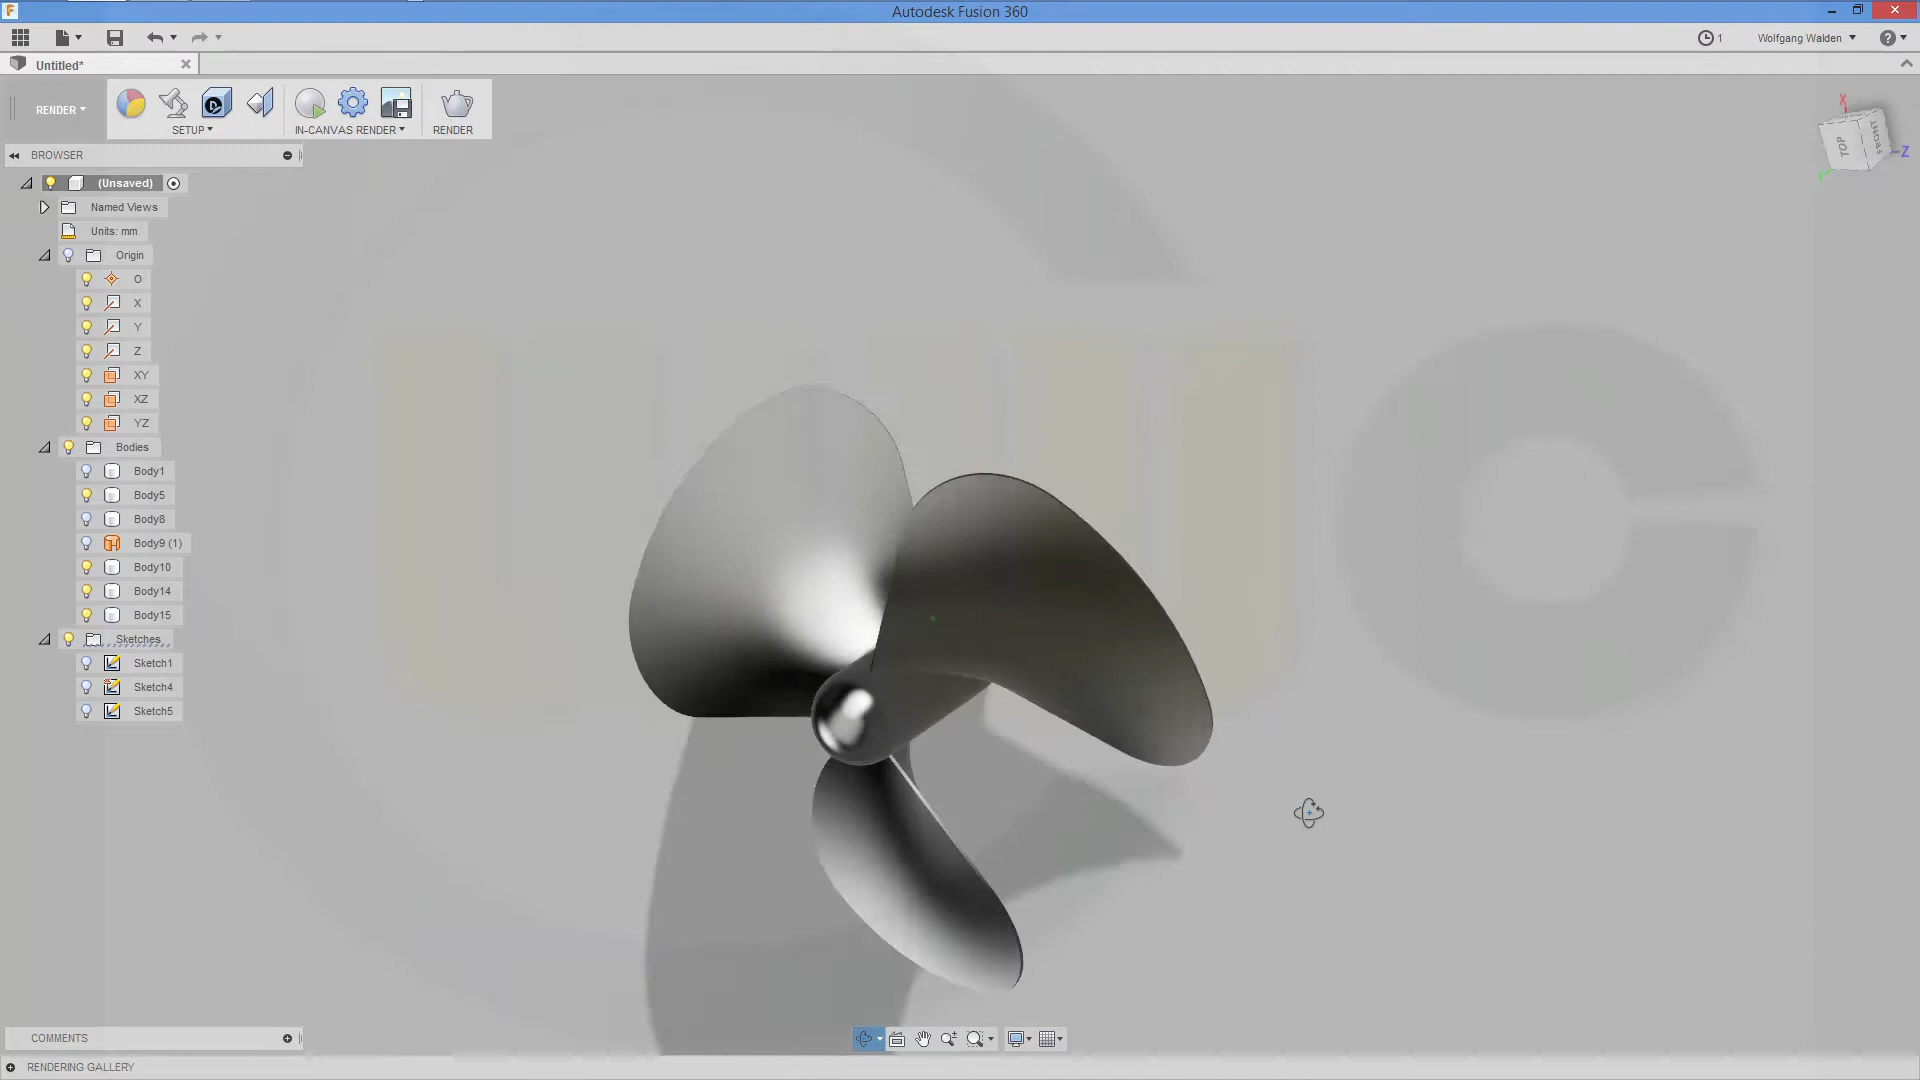 Autodesk Fusion 360
1
Wolfgang Walden
Untitled*
RENDER
SETUP
IN-CANVAS RENDER
RENDER
BROWSER
(Unsaved)
Named Views
Units: mm
Origin
O
X
Y
Z
XY
XZ
YZ
Bodies
Body1
Body5
Body8
Body9 (1)
Body10
Body14
Body15
Sketches
Sketch1
Sketch4
Sketch5
X
TOP
FRONT
Z
COMMENTS
RENDERING GALLERY